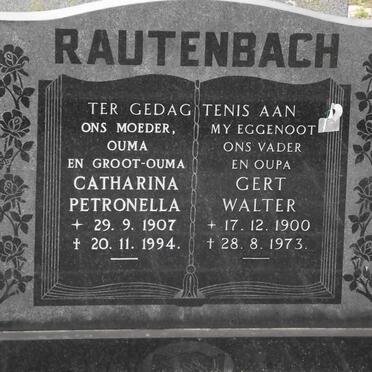 RAUTENBACH
TER GEDAGTENIS AAN
ONS MOEDER,
OUMA
EN GROOT-OUMA
CATHARINA
PETRONELLA
+ 29. 9. 1907
† 20. 11. 1994.
MY EGGENOOT
ONS VADER
EN OUPA
GERT
WALTER
+ 17. 12. 1900
† 28. 8. 1973.